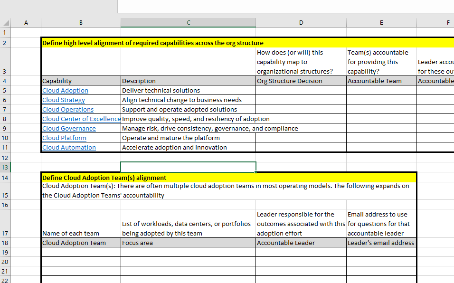 A B C D E F
1
2 Define high level alignment of required capabilities across the org structure
How does (or will) this Team(s) accountable
capability map to for providing this Leader accou
3 organizational structures? capability? for these out
4 Capability Description Org Structure Decision Accountable Team Accountable
5 Cloud Adoption Deliver technical solutions
6 Cloud Strategy Align technical change to business needs
7 Cloud Operations Support and operate adopted solutions
8 Cloud Center of Excellence Improve quality, speed, and resiliency of adoption
9 Cloud Governance Manage risk, drive consistency, governance, and compliance
10 Cloud Platform Operate and mature the platform
11 Cloud Automation Accelerate adoption and innovation
12
13
14 Define Cloud Adoption Team(s) alignment
Cloud Adoption Team(s): There are often multiple cloud adoption teams in most operating models. The following expands on
15 the Cloud Adoption Teams' accountability
16
Leader responsible for the Email address to use
List of workloads, data centers, or portfolios outcomes associated with this for questions for that
17 Name of each team being adopted by this team adoption effort accountable leader
18 Cloud Adoption Team Focus area Accountable Leader Leader's email address
19
20
21
22